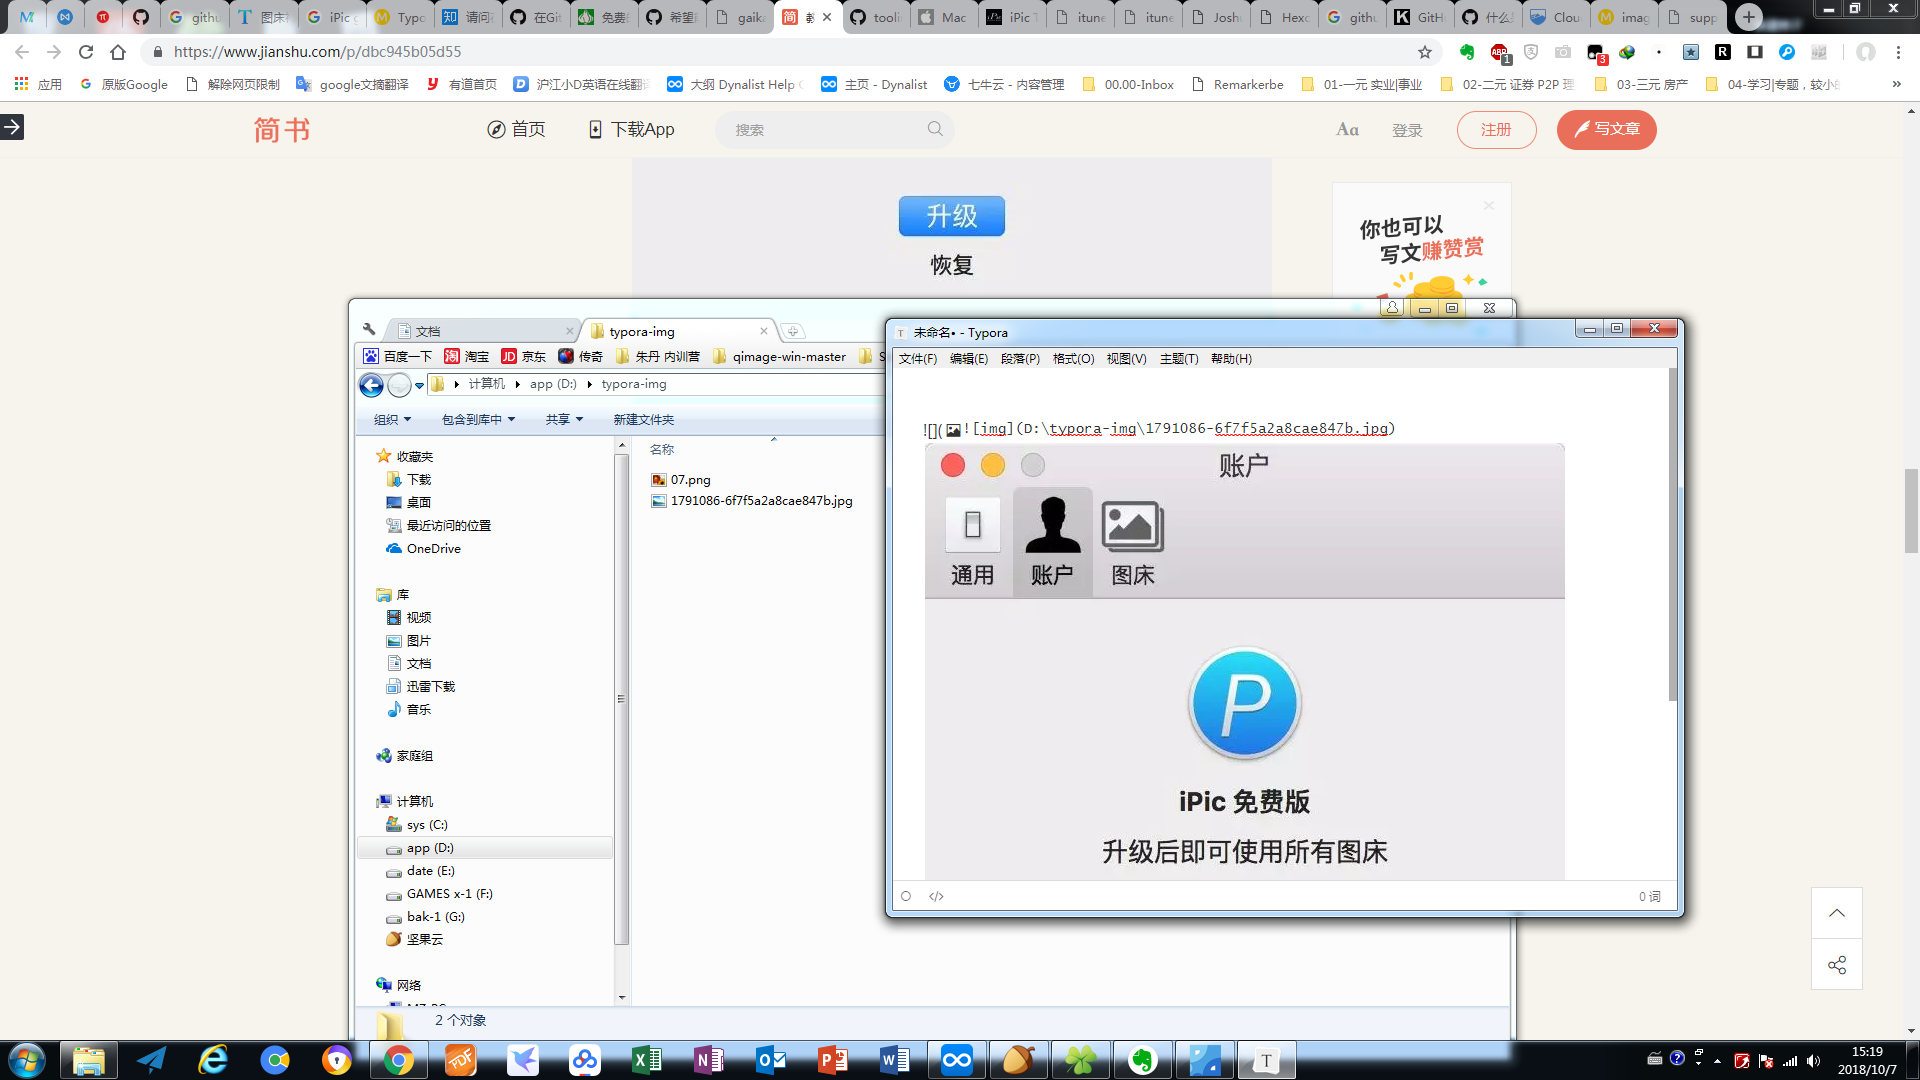 githu
图床神
iPic g
Typo
知 请问
在Git
免费
希望
gaika
简
tooli
Mac
iPic T
itune
itune
Josh
Hexo
githu
GitH
什么是
Clou
imag
supp
https://www.jianshu.com/p/dbc945b05d55
应用 原版Google 解除网页限制 google文摘翻译 有道首页 沪江小D英语在线翻 大纲 Dynalist Help 主页 - Dynalist 七牛云 - 内容管理 00.00-Inbox Remarkerbe 01-一元 实业|事业 02-二元 证券 P2P 理 03-三元 房产 04-学习|专题，较小
简书 首页 下载App 搜索 Aa 登录 注册 写文章
升级
恢复
你也可以
写文赚赞赏
文档 typora-img
百度一下 淘宝 JD 京东 传奇 朱丹 内训营 qimage-win-master S
计算机 app (D:) typora-img
组织 包含到库中 共享 新建文件夹
收藏夹
下载
桌面
最近访问的位置
OneDrive
库
视频
图片
文档
迅雷下载
音乐
家庭组
计算机
sys (C:)
app (D:)
date (E:)
GAMES x-1 (F:)
bak-1 (G:)
坚果云
网络
名称
07.png
1791086-6f7f5a2a8cae847b.jpg
2 个对象
未命名• - Typora
文件(F) 编辑(E) 段落(P) 格式(O) 视图(V) 主题(T) 帮助(H)
![](![img](D:\typora-img\1791086-6f7f5a2a8cae847b.jpg)
账户
通用 账户 图床
P
iPic 免费版
升级后即可使用所有图床
</> 0 词
15:19
2018/10/7